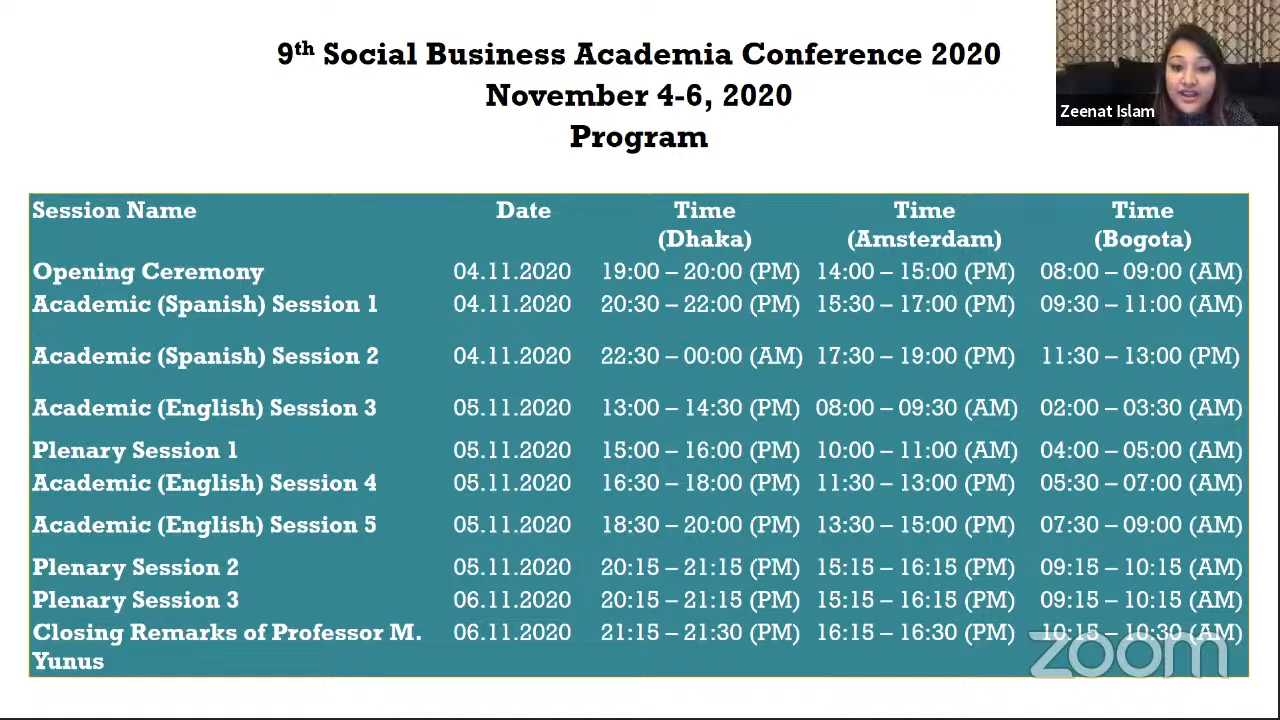 9th Social Business Academia Conference 2020
November 4-6, 2020
Program
Zeenat Islam
Session Name Date Time (Dhaka) Time (Amsterdam) Time (Bogota)
Opening Ceremony 04.11.2020 19:00 – 20:00 (PM) 14:00 – 15:00 (PM) 08:00 – 09:00 (AM)
Academic (Spanish) Session 1 04.11.2020 20:30 – 22:00 (PM) 15:30 – 17:00 (PM) 09:30 – 11:00 (AM)
Academic (Spanish) Session 2 04.11.2020 22:30 – 00:00 (AM) 17:30 – 19:00 (PM) 11:30 – 13:00 (PM)
Academic (English) Session 3 05.11.2020 13:00 – 14:30 (PM) 08:00 – 09:30 (AM) 02:00 – 03:30 (AM)
Plenary Session 1 05.11.2020 15:00 – 16:00 (PM) 10:00 – 11:00 (AM) 04:00 – 05:00 (AM)
Academic (English) Session 4 05.11.2020 16:30 – 18:00 (PM) 11:30 – 13:00 (PM) 05:30 – 07:00 (AM)
Academic (English) Session 5 05.11.2020 18:30 – 20:00 (PM) 13:30 – 15:00 (PM) 07:30 – 09:00 (AM)
Plenary Session 2 05.11.2020 20:15 – 21:15 (PM) 15:15 – 16:15 (PM) 09:15 – 10:15 (AM)
Plenary Session 3 06.11.2020 20:15 – 21:15 (PM) 15:15 – 16:15 (PM) 09:15 – 10:15 (AM)
Closing Remarks of Professor M. 06.11.2020 21:15 – 21:30 (PM) 16:15 – 16:30 (PM) 10:15 – 10:30 (AM)
Yunus
zoom